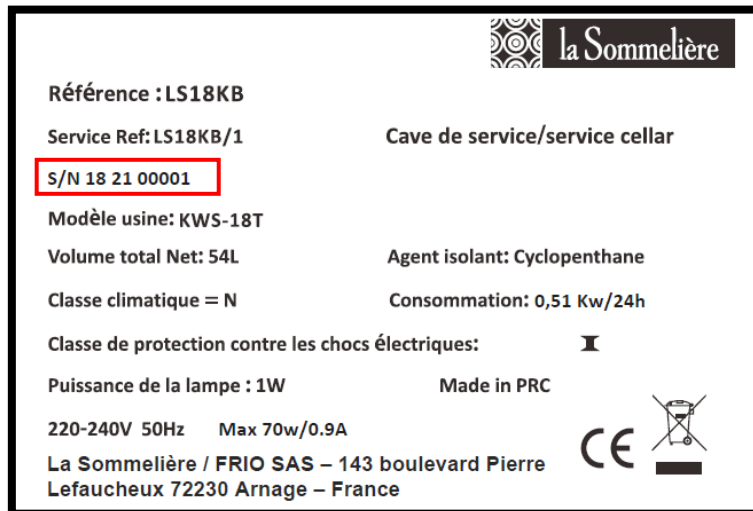 la Sommelière
Référence : LS18KB
Service Ref: LS18KB/1 Cave de service/service cellar
S/N 18 21 00001
Modèle usine: KWS-18T
Volume total Net: 54L Agent isolant: Cyclopenthane
Classe climatique = N Consommation: 0,51 Kw/24h
Classe de protection contre les chocs électriques: I
Puissance de la lampe : 1W Made in PRC
220-240V 50Hz Max 70w/0.9A
CE
La Sommelière / FRIO SAS – 143 boulevard Pierre
Lefaucheux 72230 Arnage – France